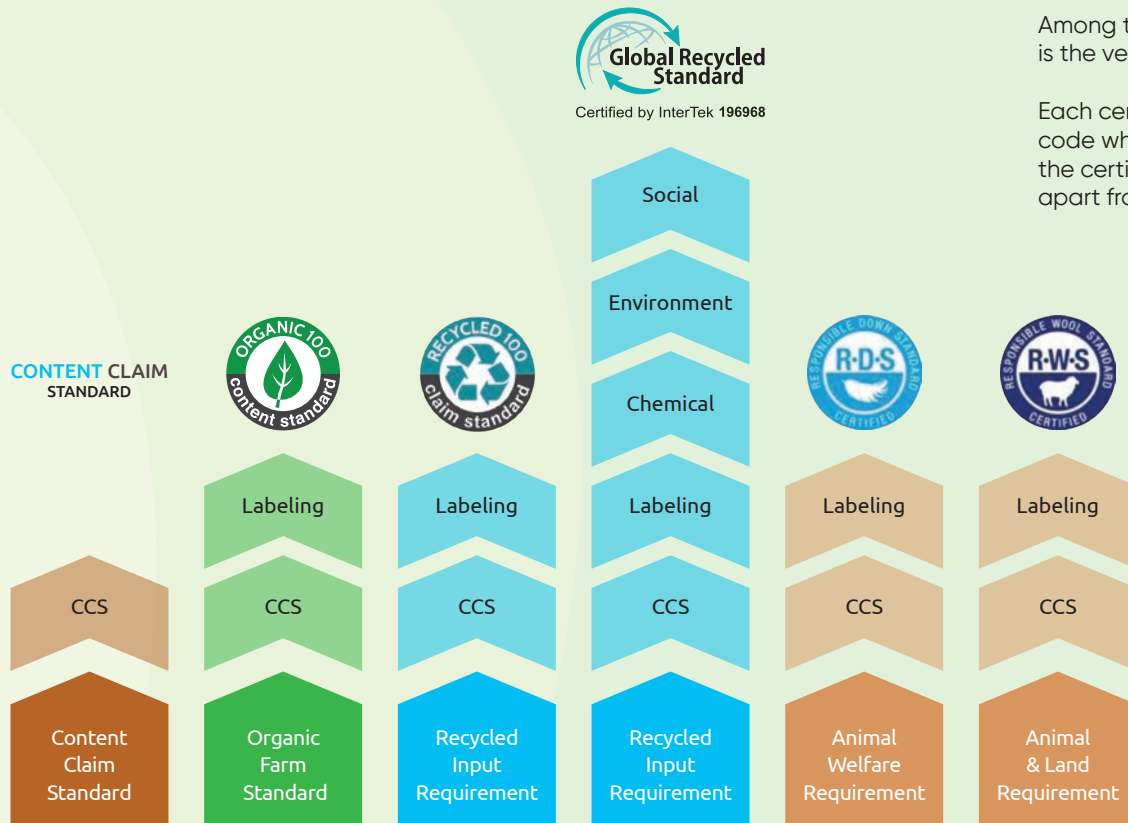 Among t
is the ve
Each cer
code wh
the certi
apart fro
Global Recycled
Standard
Certified by InterTek 196968
Social
Environment
Chemical
CONTENT CLAIM
STANDARD
ORGANIC 100
content standard
RECYCLED 100
claim standard
RESPONSIBLE DOWN STANDARD
R·D·S
CERTIFIED
RESPONSIBLE WOOL STANDARD
R·W·S
CERTIFIED
Labeling
Labeling
Labeling
Labeling
Labeling
CCS
CCS
CCS
CCS
CCS
CCS
Content
Claim
Standard
Organic
Farm
Standard
Recycled
Input
Requirement
Recycled
Input
Requirement
Animal
Welfare
Requirement
Animal
& Land
Requirement